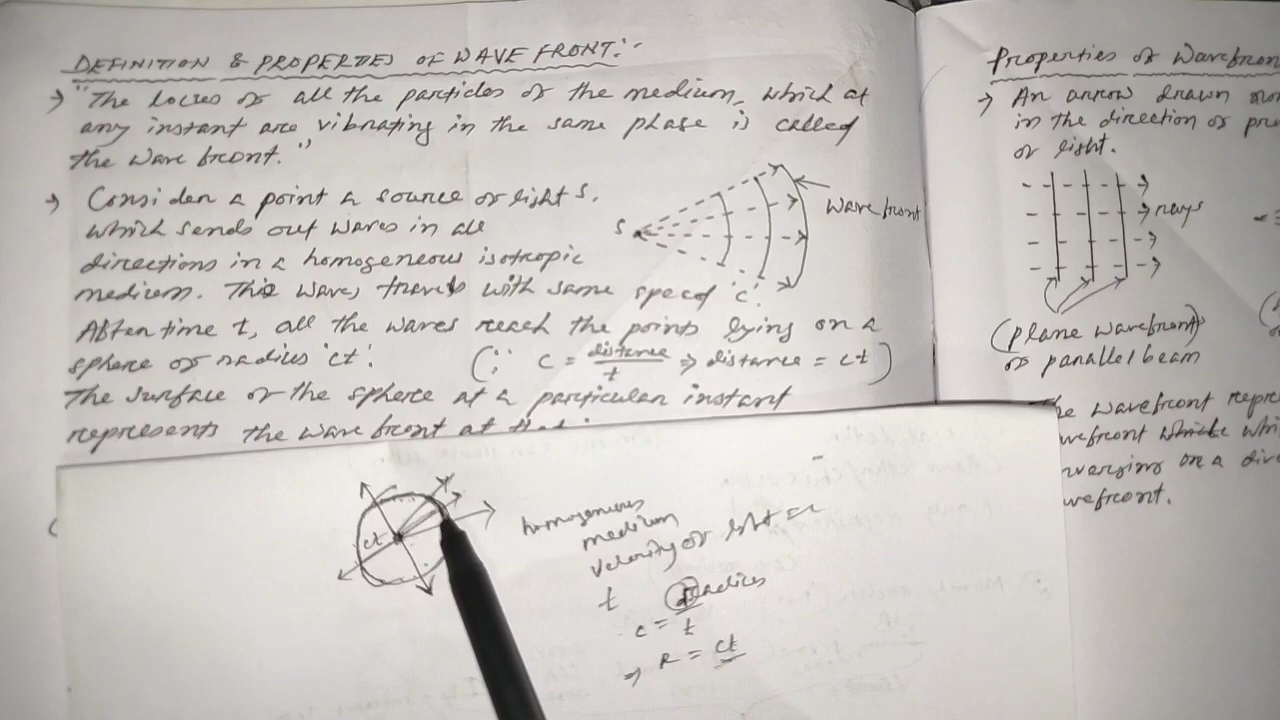 DEFINITION & PROPERTIES OF WAVE FRONT:-
→ "The locus of all the particles of the medium, which at
any instant are vibrating in the same phase is called
the wave front."
→ Consider a point a source of light S.
which sends out waves in all
directions in a homogeneous isotropic
medium. This wave, travels with same speed 'c'.
After time t, all the waves reach the points lying on a
sphere of radius 'ct'.
(∵ c = distance/t ⇒ distance = ct)
The surface of the sphere at a particular instant
represents the wave front at
S
wave front
Properties of Wavefron
→ An arrow drawn
in the direction of
of light.
→ rays
(plane wavefront)
or parallel beam
wavefront
wavefront.
ct
homogeneous
medium
velocity of light = c
t
radius
c = r/t
⇒ R = ct